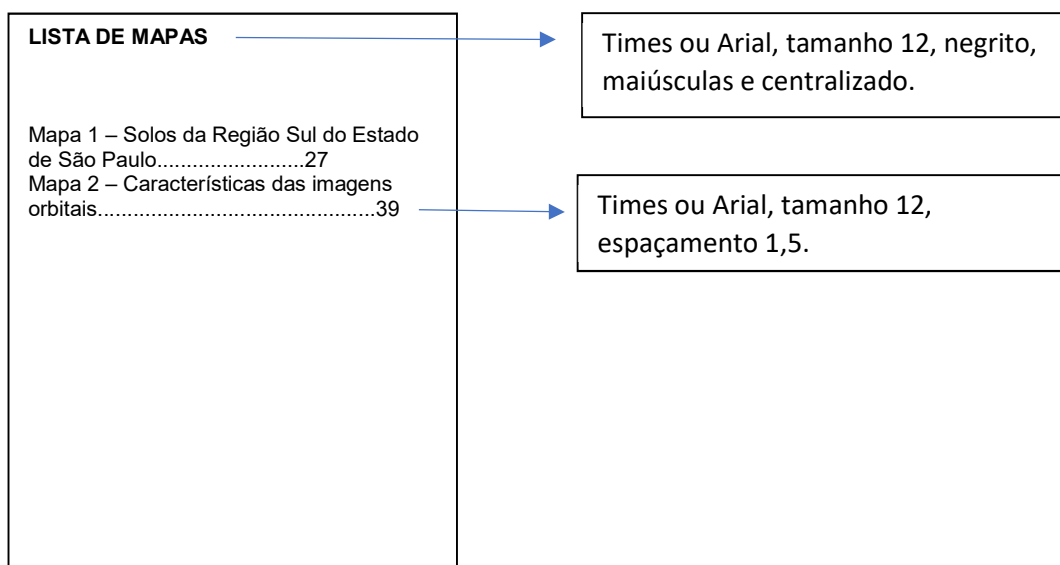 LISTA DE MAPAS
Times ou Arial, tamanho 12, negrito,
maiúsculas e centralizado.
Mapa 1 – Solos da Região Sul do Estado
de São Paulo.........................27
Mapa 2 – Características das imagens
orbitais...............................................39
Times ou Arial, tamanho 12,
espaçamento 1,5.